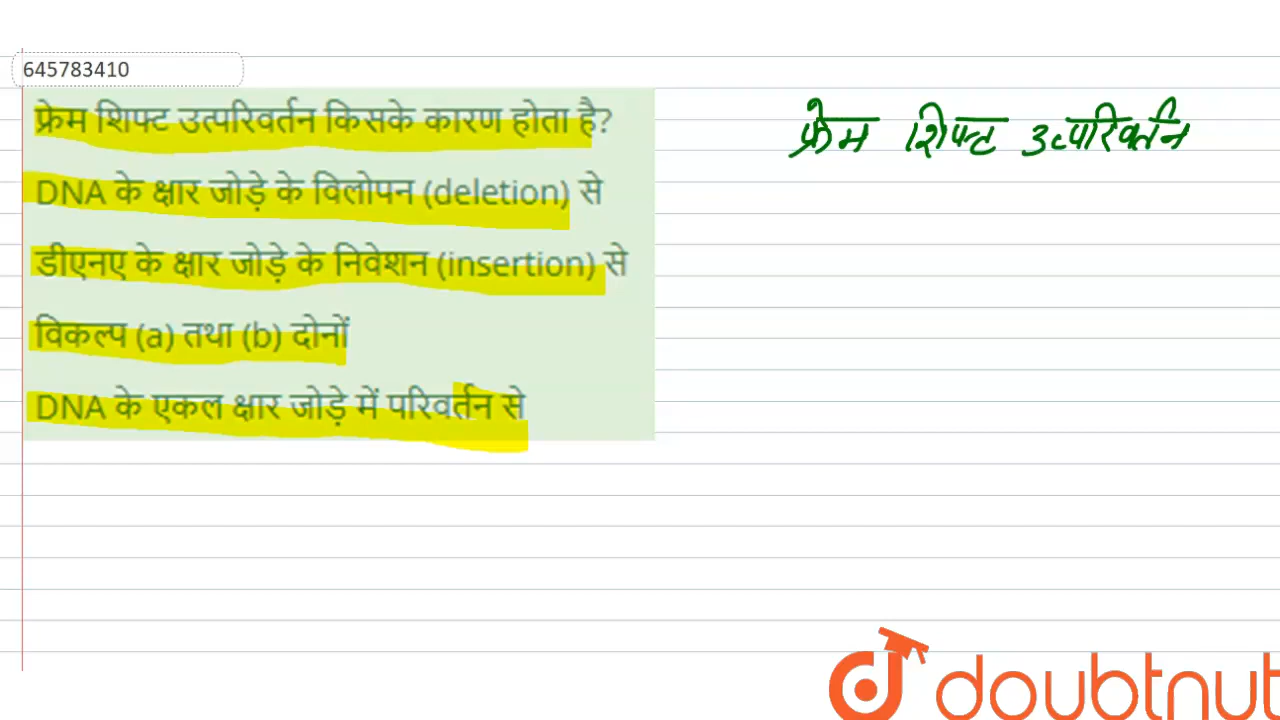 645783410
फ्रेम शिफ्ट उत्परिवर्तन किसके कारण होता है?
DNA के क्षार जोड़े के विलोपन (deletion) से
डीएनए के क्षार जोड़े के निवेशन (insertion) से
विकल्प (a) तथा (b) दोनों
DNA के एकल क्षार जोड़े में परिवर्तन से
फ्रेम शिफ्ट उत्परिवर्तन
doubtnut